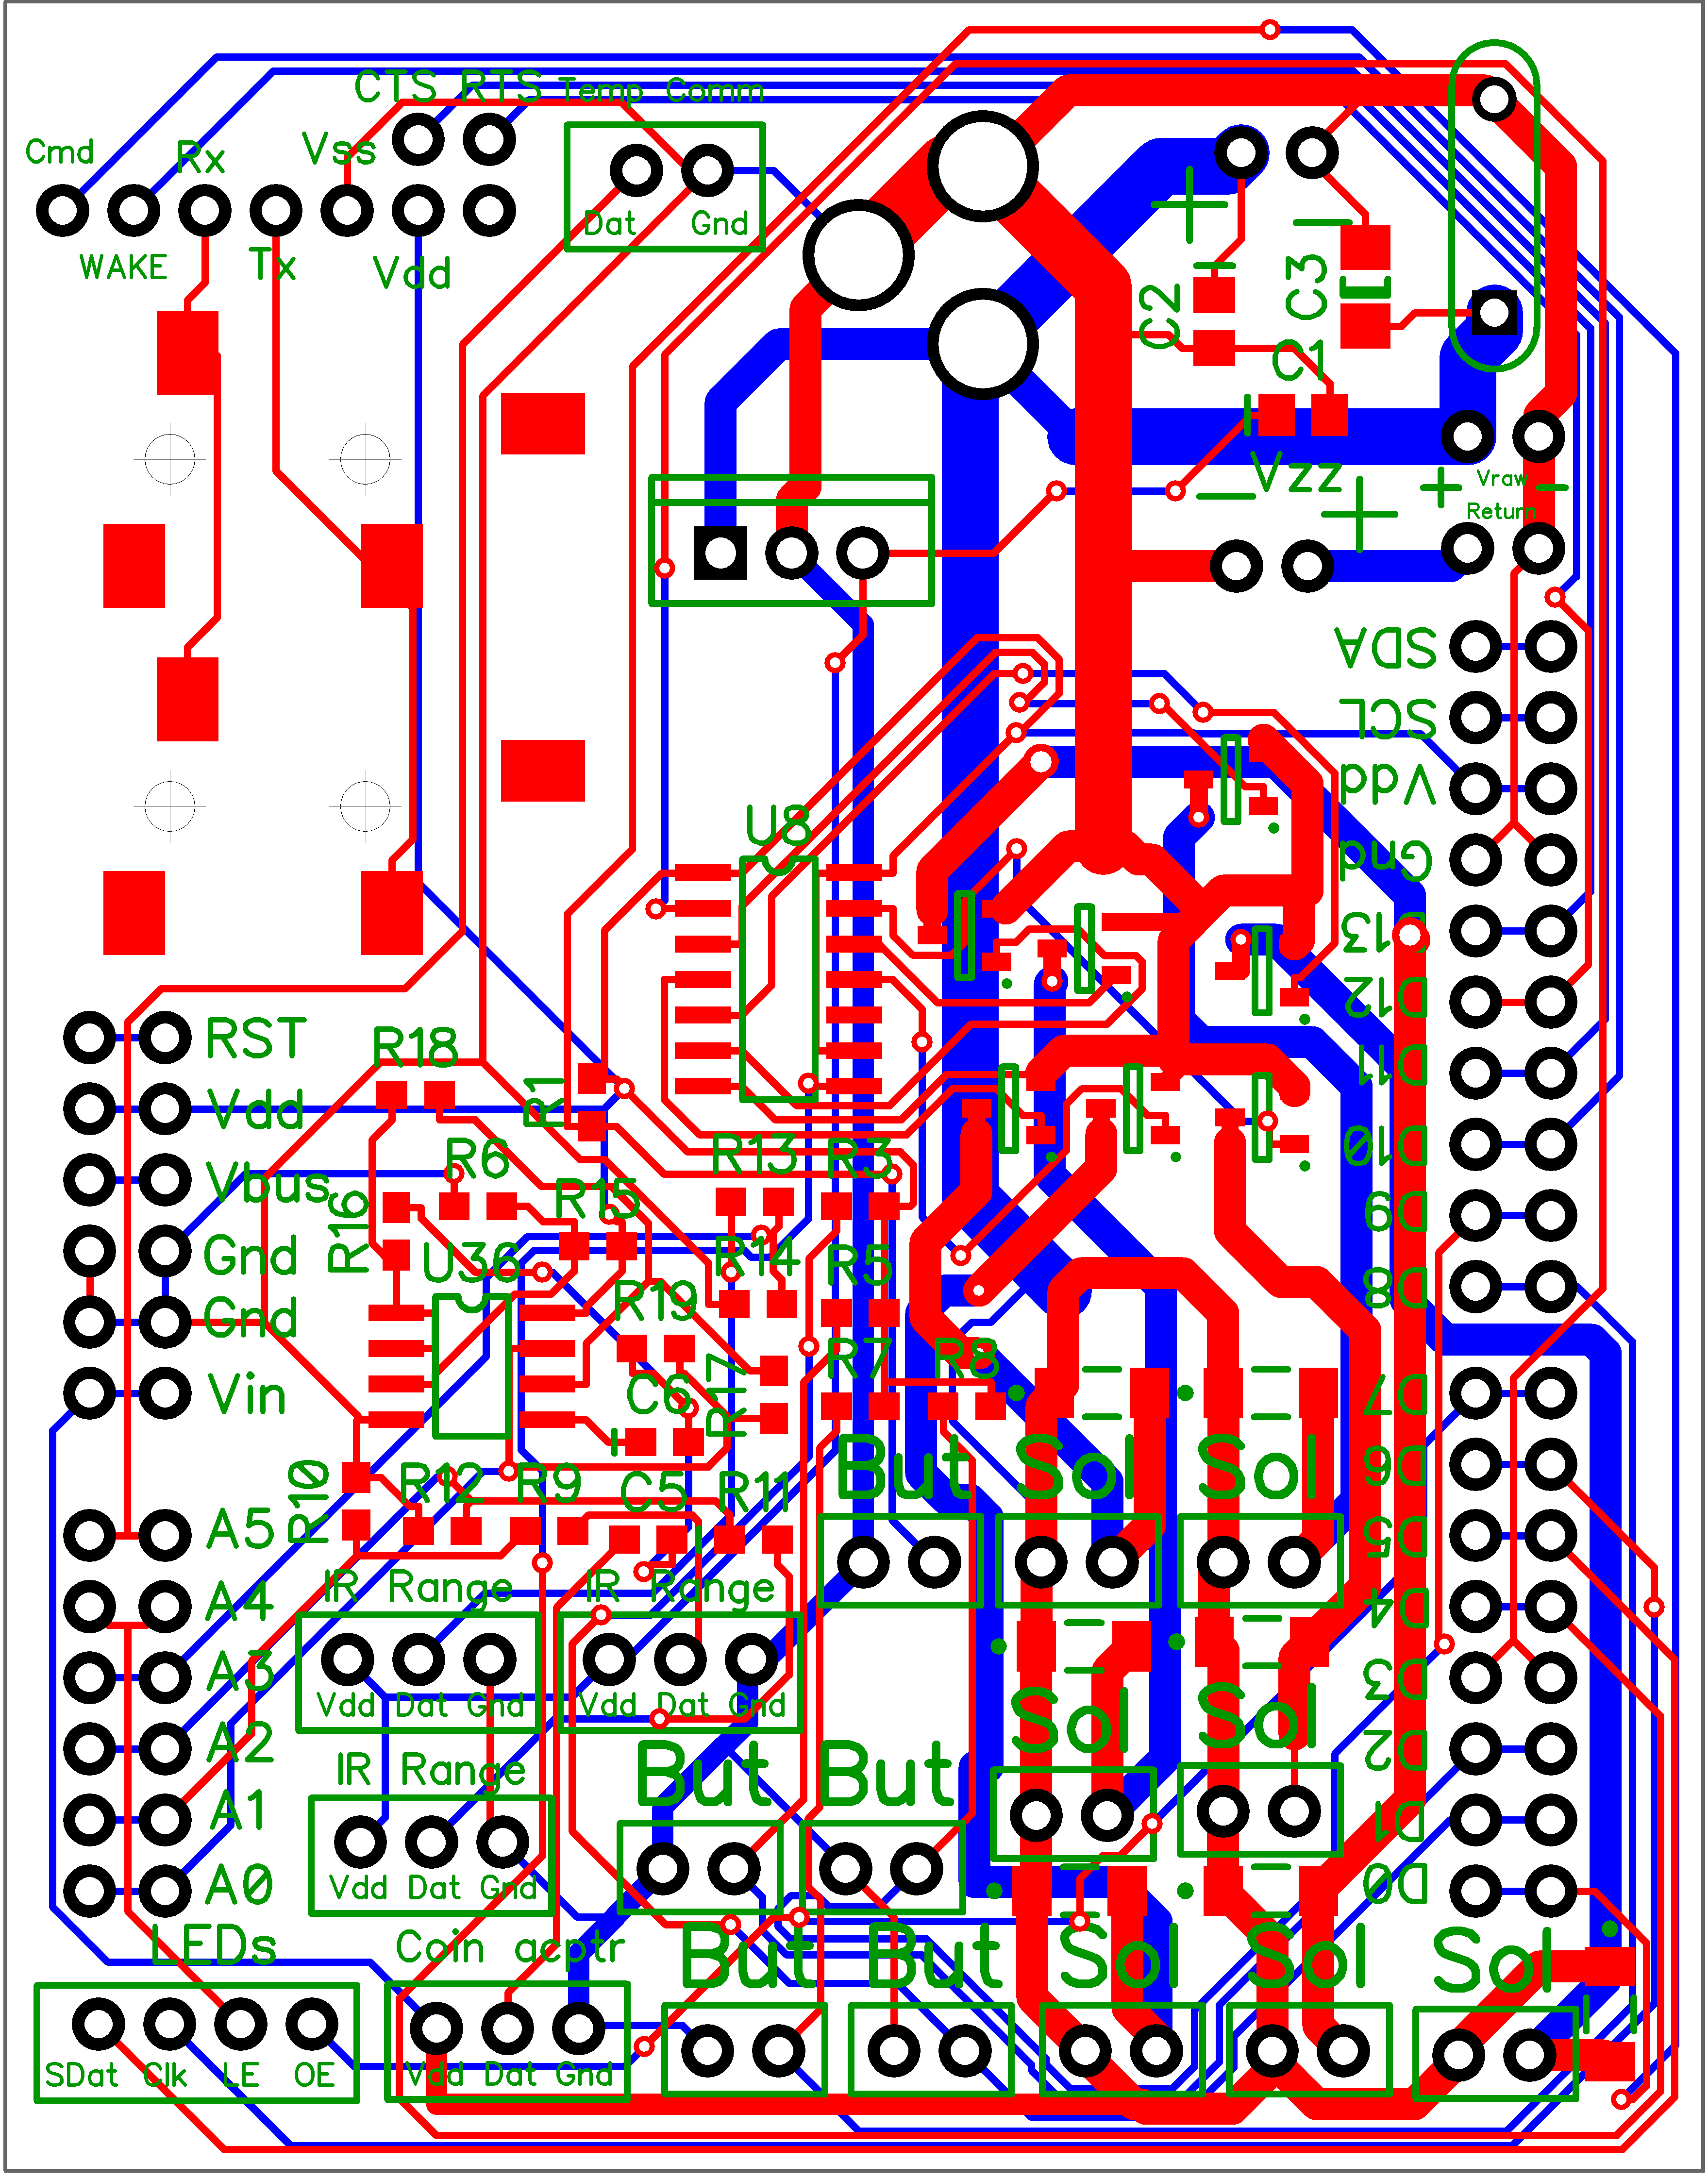 CTS RTS Temp Comm
Cmd Rx Vss
Dat Gnd
WAKE Tx Vdd
C2 C3
C1
Vzz
Vraw
Return
SDA
SCL
Vdd
Gnd
D13
D12
D11
D10
D9
D8
D7
D6
D5
D4
D3
D2
D1
D0
U8
RST
Vdd
Vbus
Gnd
Gnd
Vin
A5
A4
A3
A2
A1
A0
R18
R1
R6
R13 R3
R15
R16
U36
R14 R5
R19
R7 R8
C6
R17
R10
R12 R9 C5 R11
But Sol Sol
IR Range IR Range
Vdd Dat Gnd Vdd Dat Gnd
Sol Sol
IR Range
But But
Vdd Dat Gnd
LEDs
Coin acptr
But But Sol Sol Sol
SDat Clk LE OE
Vdd Dat Gnd